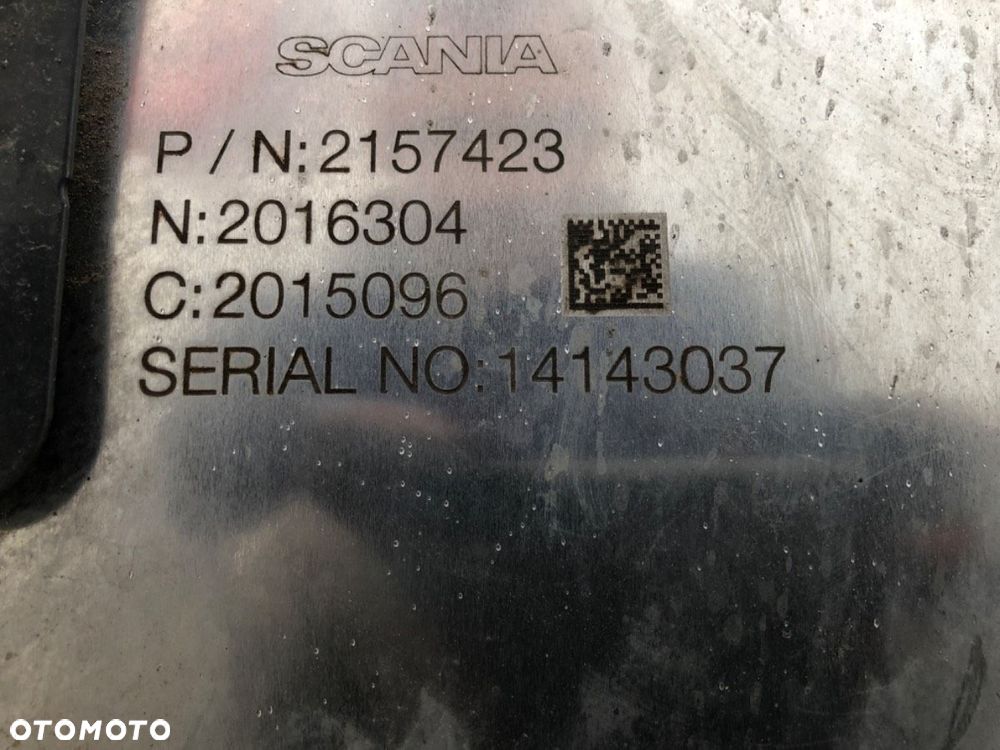 SCANIA
P / N:2157423
N:2016304
C:2015096
SERIAL NO:14143037
OTOMOTO